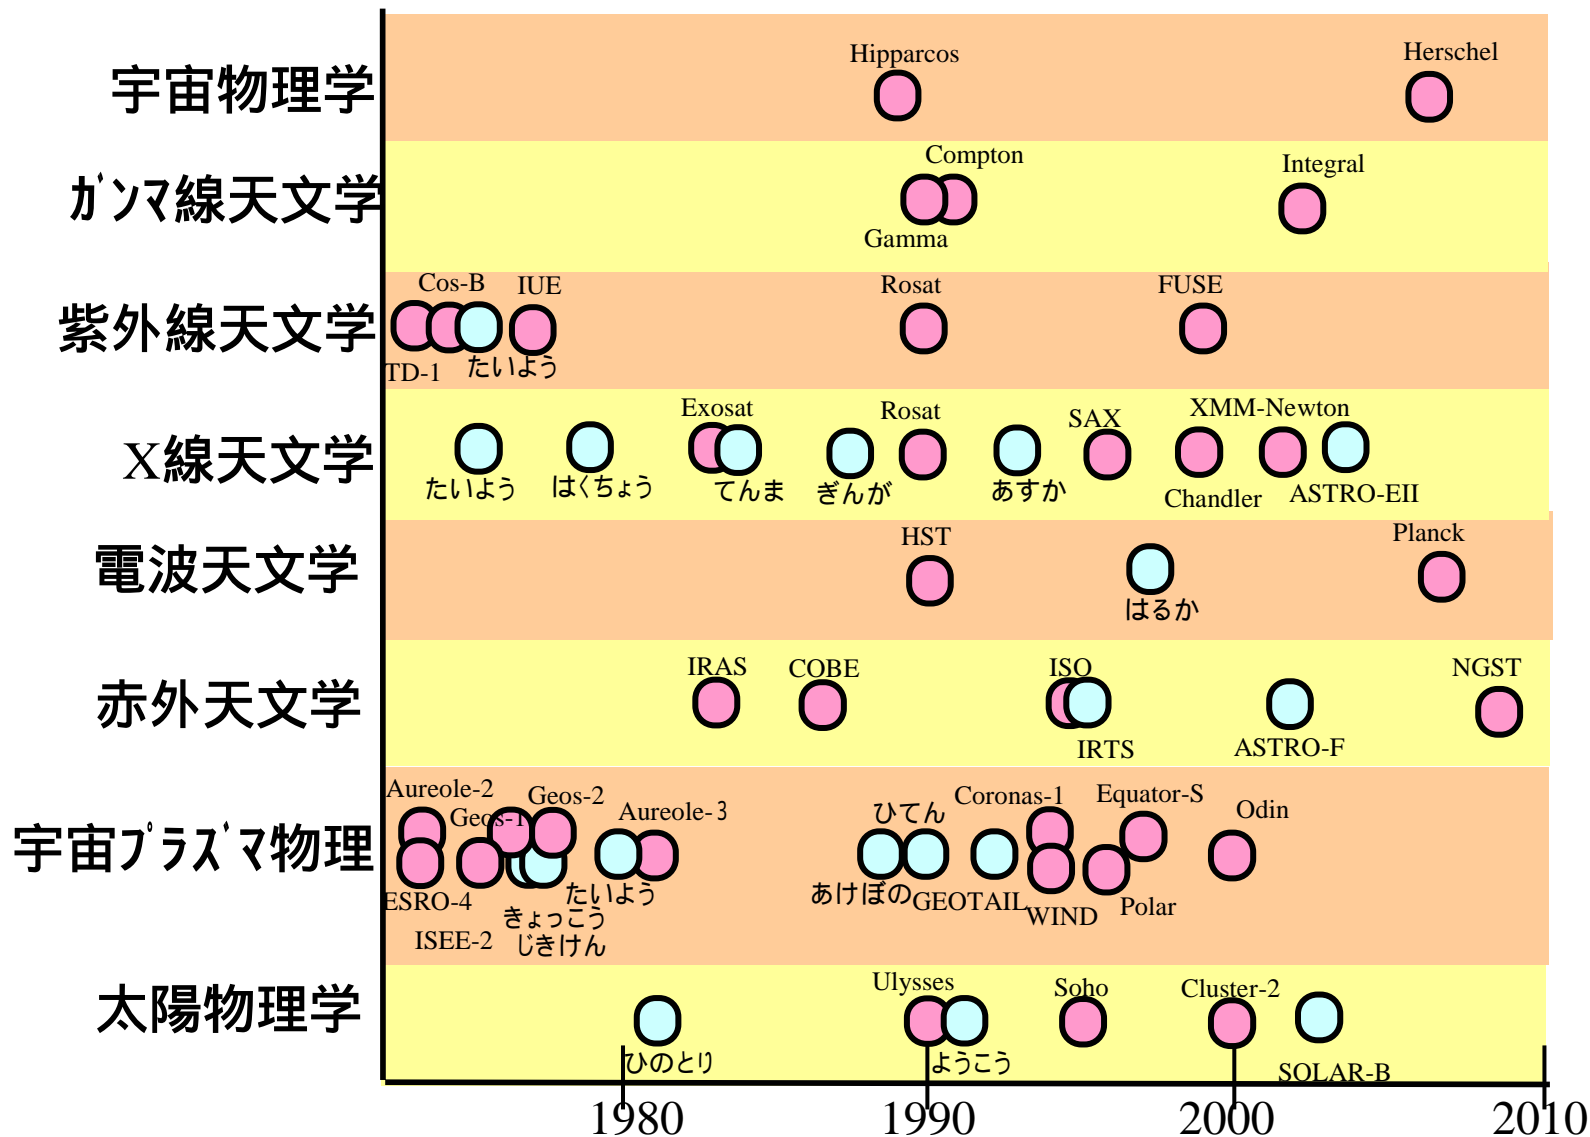 Hipparcos
Herschel
宇宙物理学
Compton
Integral
ガンマ線天文学
Gamma
Cos-B
IUE
Rosat
FUSE
紫外線天文学
TD-1
たいよう
Exosat
Rosat
SAX
XMM-Newton
X線天文学
たいよう
はくちょう
てんま
ぎんが
あすか
Chandler
ASTRO-EII
HST
Planck
電波天文学
はるか
IRAS
COBE
ISO
NGST
赤外天文学
IRTS
ASTRO-F
Aureole-2
Geos-1
Geos-2
Aureole-3
ひてん
Coronas-1
Equator-S
Odin
宇宙プラズマ物理
ESRO-4
ISEE-2
きょっこう
じきけん
たいよう
あけぼの
GEOTAIL
WIND
Polar
Ulysses
Soho
Cluster-2
太陽物理学
ひのとり
ようこう
SOLAR-B
1980
1990
2000
2010